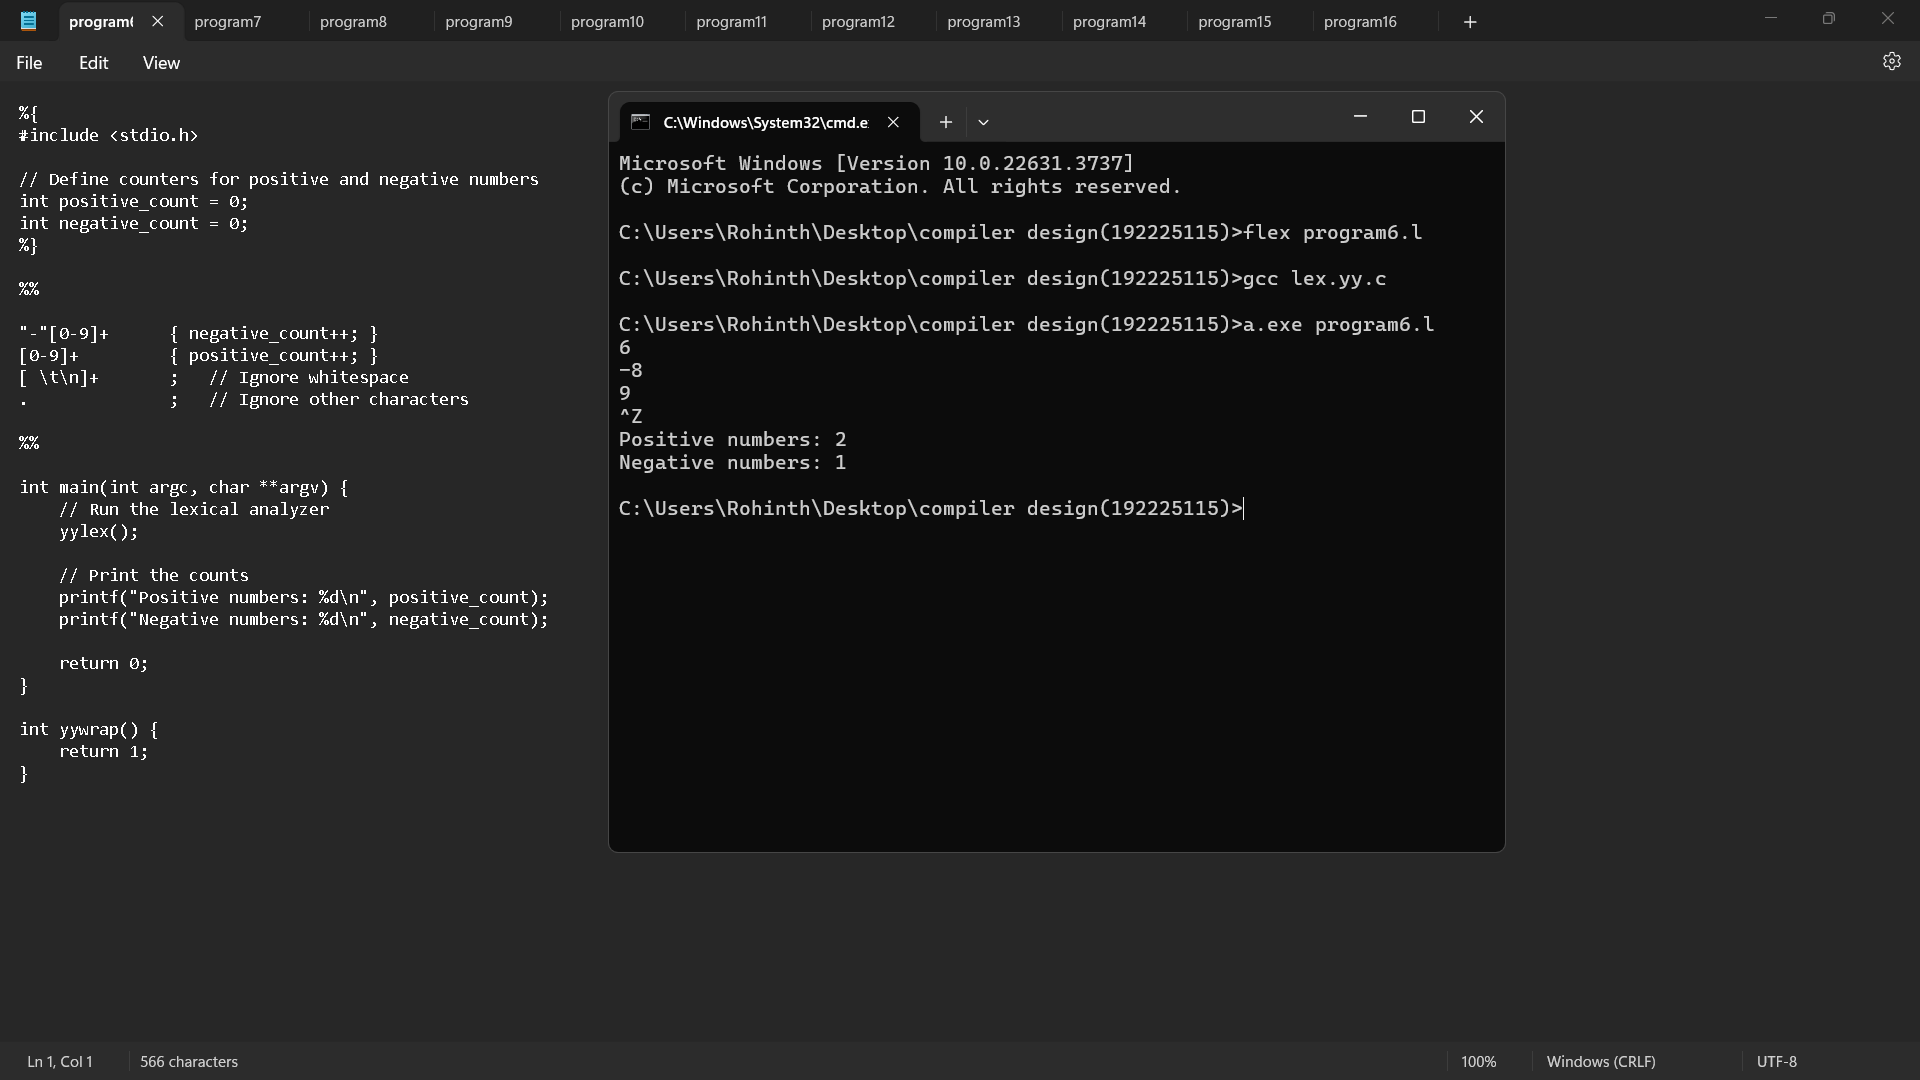 program6
program7
program8
program9
program10
program11
program12
program13
program14
program15
program16
File
Edit
View
%{
#include <stdio.h>
// Define counters for positive and negative numbers
int positive_count = 0;
int negative_count = 0;
%}
%%
"-"[0-9]+      { negative_count++; }
[0-9]+         { positive_count++; }
[ \t\n]+       ;   // Ignore whitespace
.              ;   // Ignore other characters
%%
int main(int argc, char **argv) {
    // Run the lexical analyzer
    yylex();
    // Print the counts
    printf("Positive numbers: %d\n", positive_count);
    printf("Negative numbers: %d\n", negative_count);
    return 0;
}
int yywrap() {
    return 1;
}
C:\Windows\System32\cmd.e
Microsoft Windows [Version 10.0.22631.3737]
(c) Microsoft Corporation. All rights reserved.
C:\Users\Rohinth\Desktop\compiler design(192225115)>flex program6.l
C:\Users\Rohinth\Desktop\compiler design(192225115)>gcc lex.yy.c
C:\Users\Rohinth\Desktop\compiler design(192225115)>a.exe program6.l
6
-8
9
^Z
Positive numbers: 2
Negative numbers: 1
C:\Users\Rohinth\Desktop\compiler design(192225115)>
Ln 1, Col 1
566 characters
100%
Windows (CRLF)
UTF-8